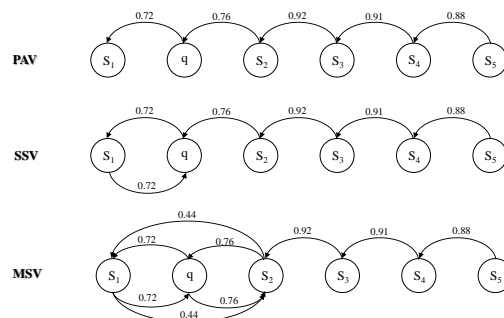 0.72 0.76 0.92 0.91 0.88
PAV S1 q S2 S3 S4 S5
0.72 0.76 0.92 0.91 0.88
SSV S1 q S2 S3 S4 S5
0.72
0.44
0.72 0.76 0.92 0.91 0.88
MSV S1 q S2 S3 S4 S5
0.72 0.76
0.44